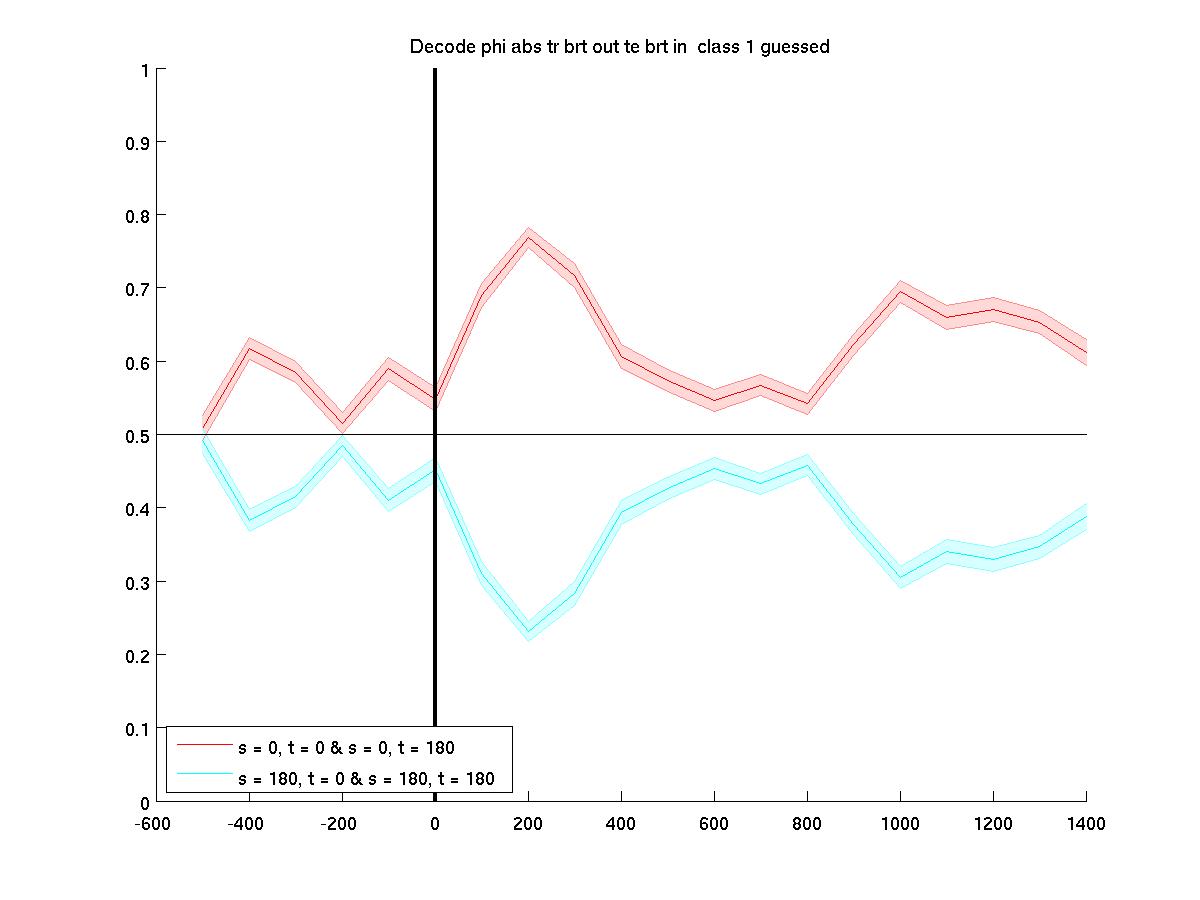 Decode phi abs tr brt out te brt in  class 1 guessed
1
0.9
0.8
0.7
0.6
0.5
0.4
0.3
0.2
0.1
0
s = 0, t = 0 & s = 0, t = 180
s = 180, t = 0 & s = 180, t = 180
-600 -400 -200 0 200 400 600 800 1000 1200 1400